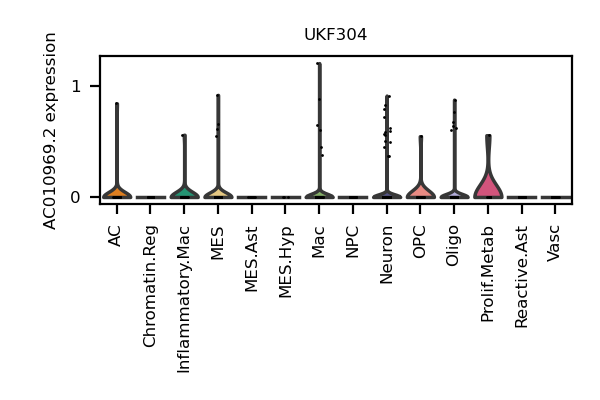 UKF304
AC010969.2 expression
1
0
AC
Chromatin.Reg
Inflammatory.Mac
MES
MES.Ast
MES.Hyp
Mac
NPC
Neuron
OPC
Oligo
Prolif.Metab
Reactive.Ast
Vasc